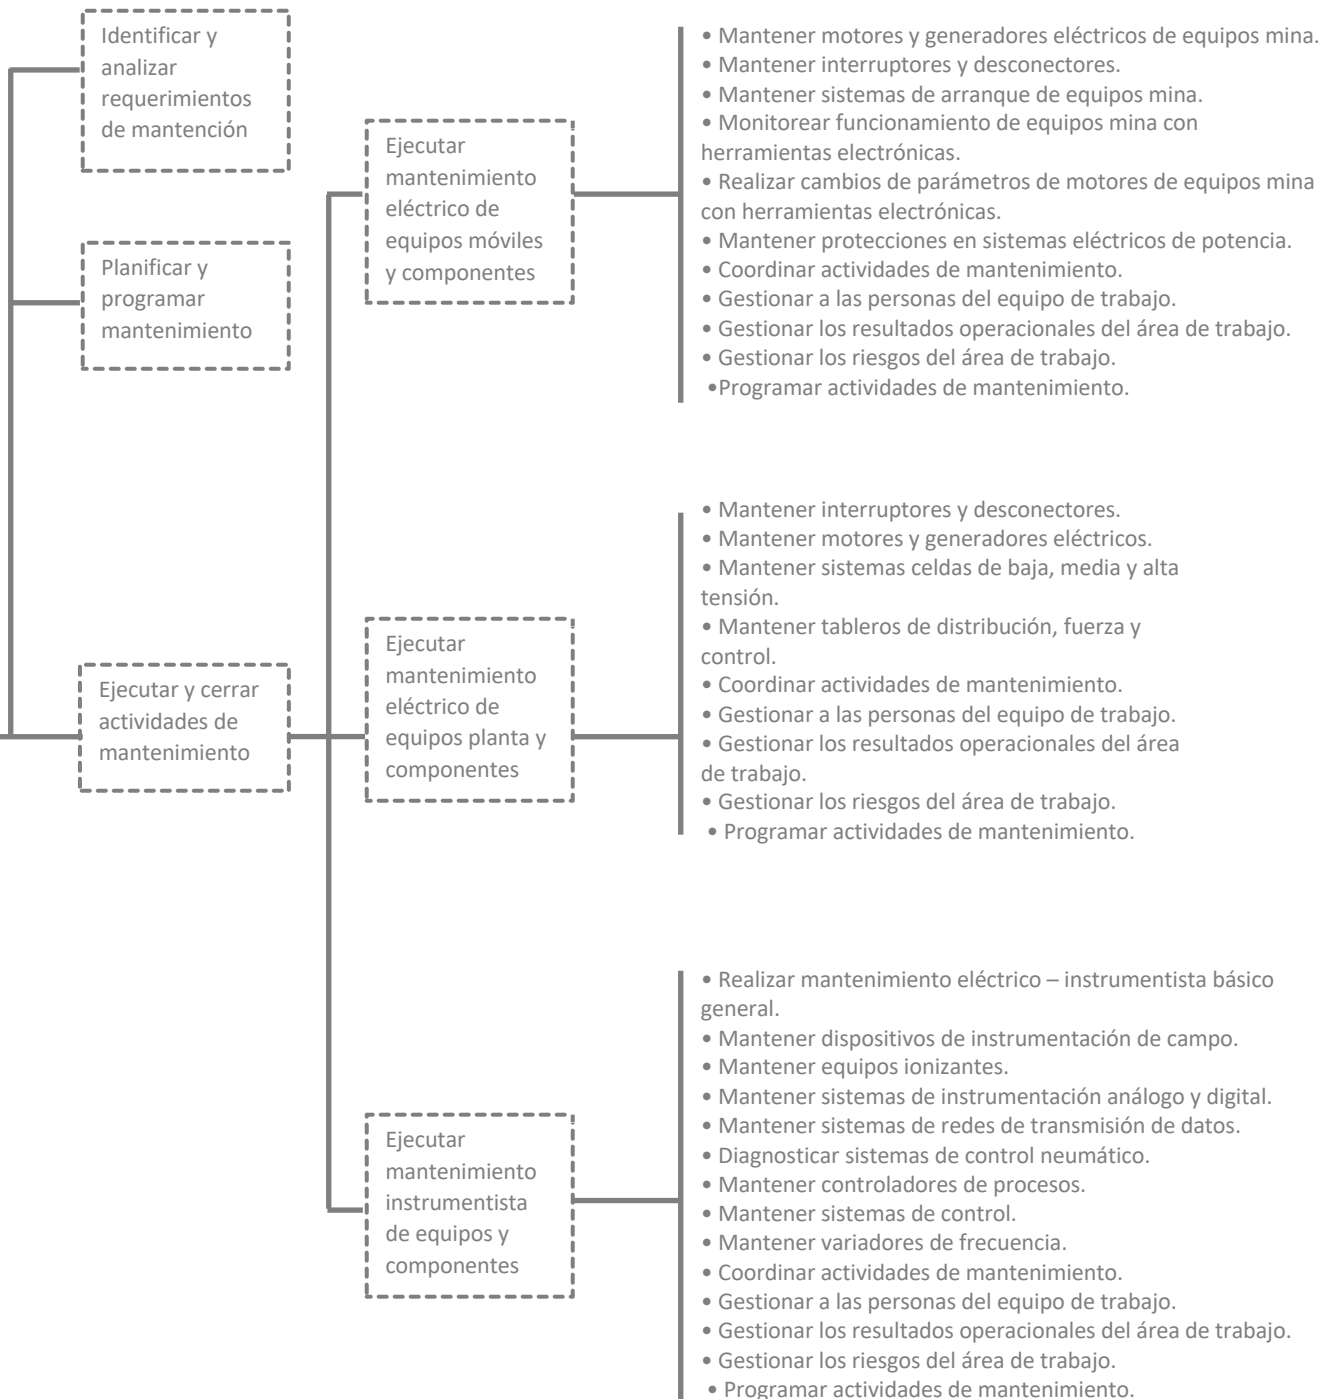 Identificar y
analizar
requerimientos
de mantención
Planificar y
programar
mantenimiento
Ejecutar y cerrar
actividades de
mantenimiento
Ejecutar
mantenimiento
eléctrico de
equipos móviles
y componentes
• Mantener motores y generadores eléctricos de equipos mina.
• Mantener interruptores y desconectores.
• Mantener sistemas de arranque de equipos mina.
• Monitorear funcionamiento de equipos mina con
herramientas electrónicas.
• Realizar cambios de parámetros de motores de equipos mina
con herramientas electrónicas.
• Mantener protecciones en sistemas eléctricos de potencia.
• Coordinar actividades de mantenimiento.
• Gestionar a las personas del equipo de trabajo.
• Gestionar los resultados operacionales del área de trabajo.
• Gestionar los riesgos del área de trabajo.
•Programar actividades de mantenimiento.
Ejecutar
mantenimiento
eléctrico de
equipos planta y
componentes
• Mantener interruptores y desconectores.
• Mantener motores y generadores eléctricos.
• Mantener sistemas celdas de baja, media y alta
tensión.
• Mantener tableros de distribución, fuerza y
control.
• Coordinar actividades de mantenimiento.
• Gestionar a las personas del equipo de trabajo.
• Gestionar los resultados operacionales del área
de trabajo.
• Gestionar los riesgos del área de trabajo.
• Programar actividades de mantenimiento.
Ejecutar
mantenimiento
instrumentista
de equipos y
componentes
• Realizar mantenimiento eléctrico – instrumentista básico
general.
• Mantener dispositivos de instrumentación de campo.
• Mantener equipos ionizantes.
• Mantener sistemas de instrumentación análogo y digital.
• Mantener sistemas de redes de transmisión de datos.
• Diagnosticar sistemas de control neumático.
• Mantener controladores de procesos.
• Mantener sistemas de control.
• Mantener variadores de frecuencia.
• Coordinar actividades de mantenimiento.
• Gestionar a las personas del equipo de trabajo.
• Gestionar los resultados operacionales del área de trabajo.
• Gestionar los riesgos del área de trabajo.
• Programar actividades de mantenimiento.